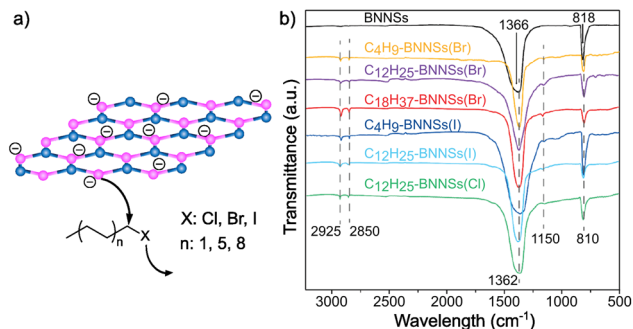 a)
⊖ ⊖ ⊖
⊖ ⊖
⊖ ⊖
⊖ ⊖
⊖
n
X
X: Cl, Br, I
n: 1, 5, 8
b)
Transmittance (a.u.)
BNNSs
1366
818
C4H9-BNNSs(Br)
C12H25-BNNSs(Br)
C18H37-BNNSs(Br)
C4H9-BNNSs(I)
C12H25-BNNSs(I)
C12H25-BNNSs(Cl)
2925
2850
1150
810
1362
3000 2500 2000 1500 1000 500
Wavelength (cm-1)